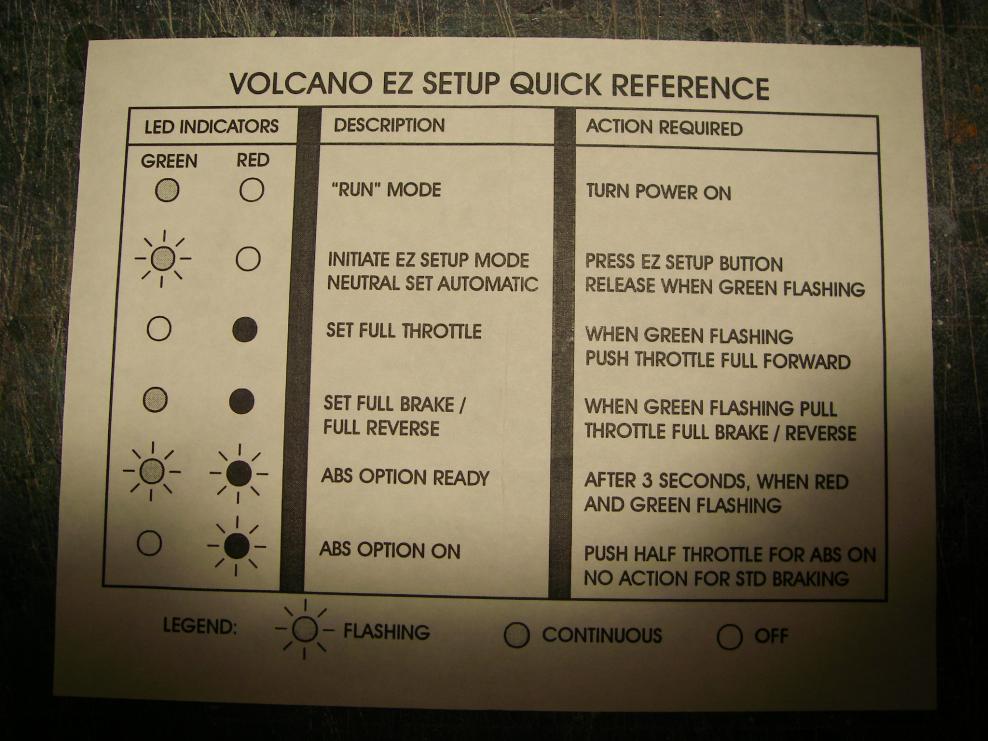 VOLCANO EZ SETUP QUICK REFERENCE
LED INDICATORS
DESCRIPTION
ACTION REQUIRED
GREEN RED
"RUN" MODE
TURN POWER ON
INITIATE EZ SETUP MODE
NEUTRAL SET AUTOMATIC
PRESS EZ SETUP BUTTON
RELEASE WHEN GREEN FLASHING
SET FULL THROTTLE
WHEN GREEN FLASHING
PUSH THROTTLE FULL FORWARD
SET FULL BRAKE /
FULL REVERSE
WHEN GREEN FLASHING PULL
THROTTLE FULL BRAKE / REVERSE
ABS OPTION READY
AFTER 3 SECONDS, WHEN RED
AND GREEN FLASHING
ABS OPTION ON
PUSH HALF THROTTLE FOR ABS ON
NO ACTION FOR STD BRAKING
LEGEND: FLASHING CONTINUOUS OFF